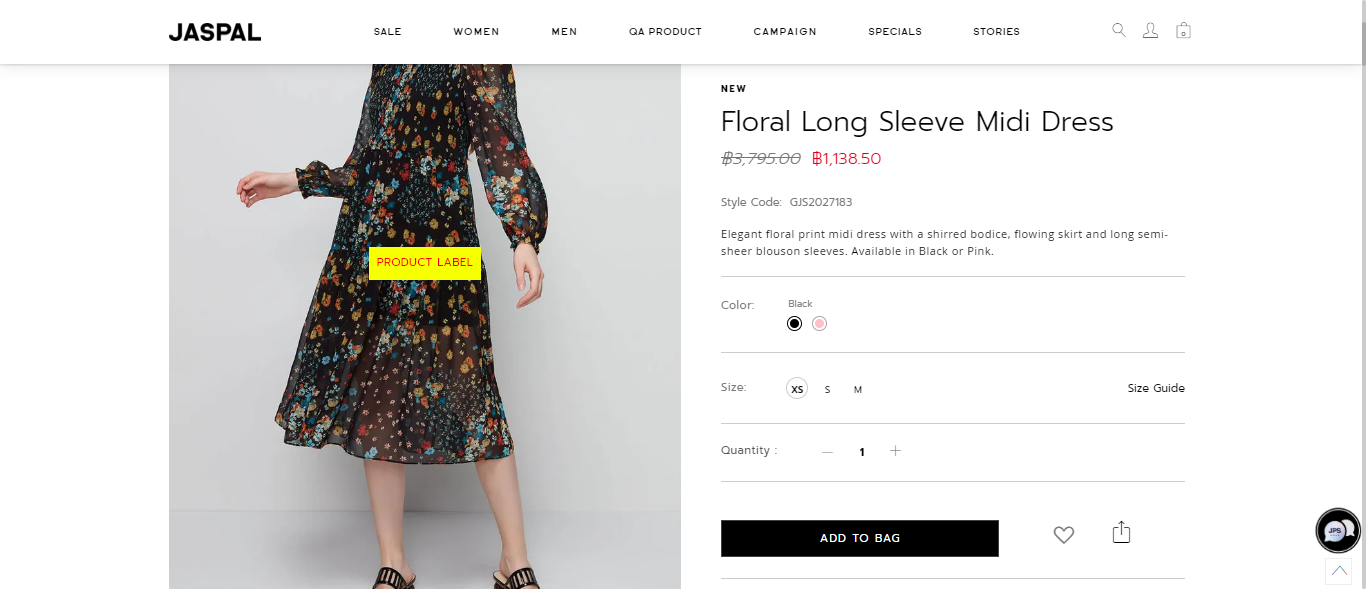 JASPAL
SALE WOMEN MEN QA PRODUCT CAMPAIGN SPECIALS STORIES
0
NEW
Floral Long Sleeve Midi Dress
฿3,795.00 ฿1,138.50
Style Code: GJS2027183
Elegant floral print midi dress with a shirred bodice, flowing skirt and long semi-
sheer blouson sleeves. Available in Black or Pink.
PRODUCT LABEL
Color: Black
Size: XS S M Size Guide
Quantity : 1
ADD TO BAG
JPS